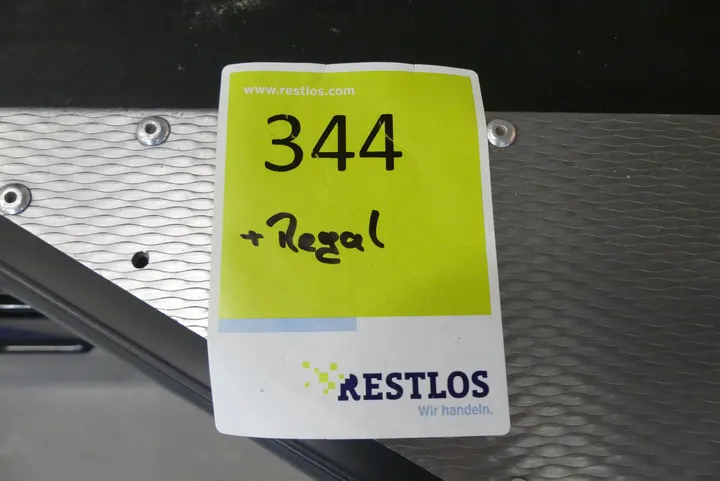 www.restlos.com
344
+ Regal
RESTLOS
Wir handeln.